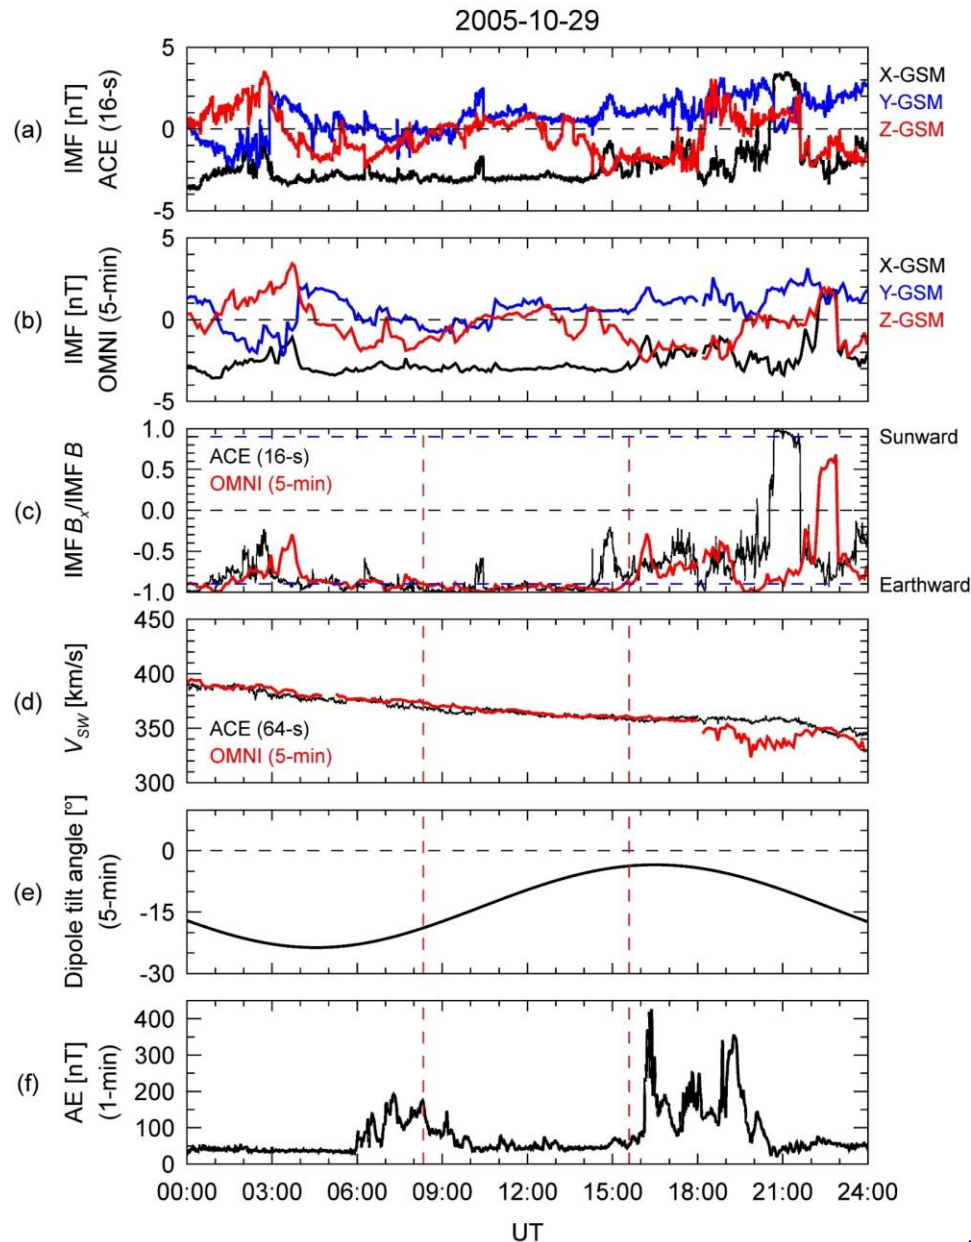 2005-10-29
(a)
IMF [nT]
ACE (16-s)
5
0
-5
X-GSM
Y-GSM
Z-GSM
(b)
IMF [nT]
OMNI (5-min)
5
0
-5
X-GSM
Y-GSM
Z-GSM
(c)
IMF Bx/IMF B
1.0
0.5
0.0
-0.5
-1.0
ACE (16-s)
OMNI (5-min)
Sunward
Earthward
(d)
VSW [km/s]
450
400
350
300
ACE (64-s)
OMNI (5-min)
(e)
Dipole tilt angle [°]
(5-min)
0
-15
-30
(f)
AE [nT]
(1-min)
400
300
200
100
0
00:00 03:00 06:00 09:00 12:00 15:00 18:00 21:00 24:00
UT